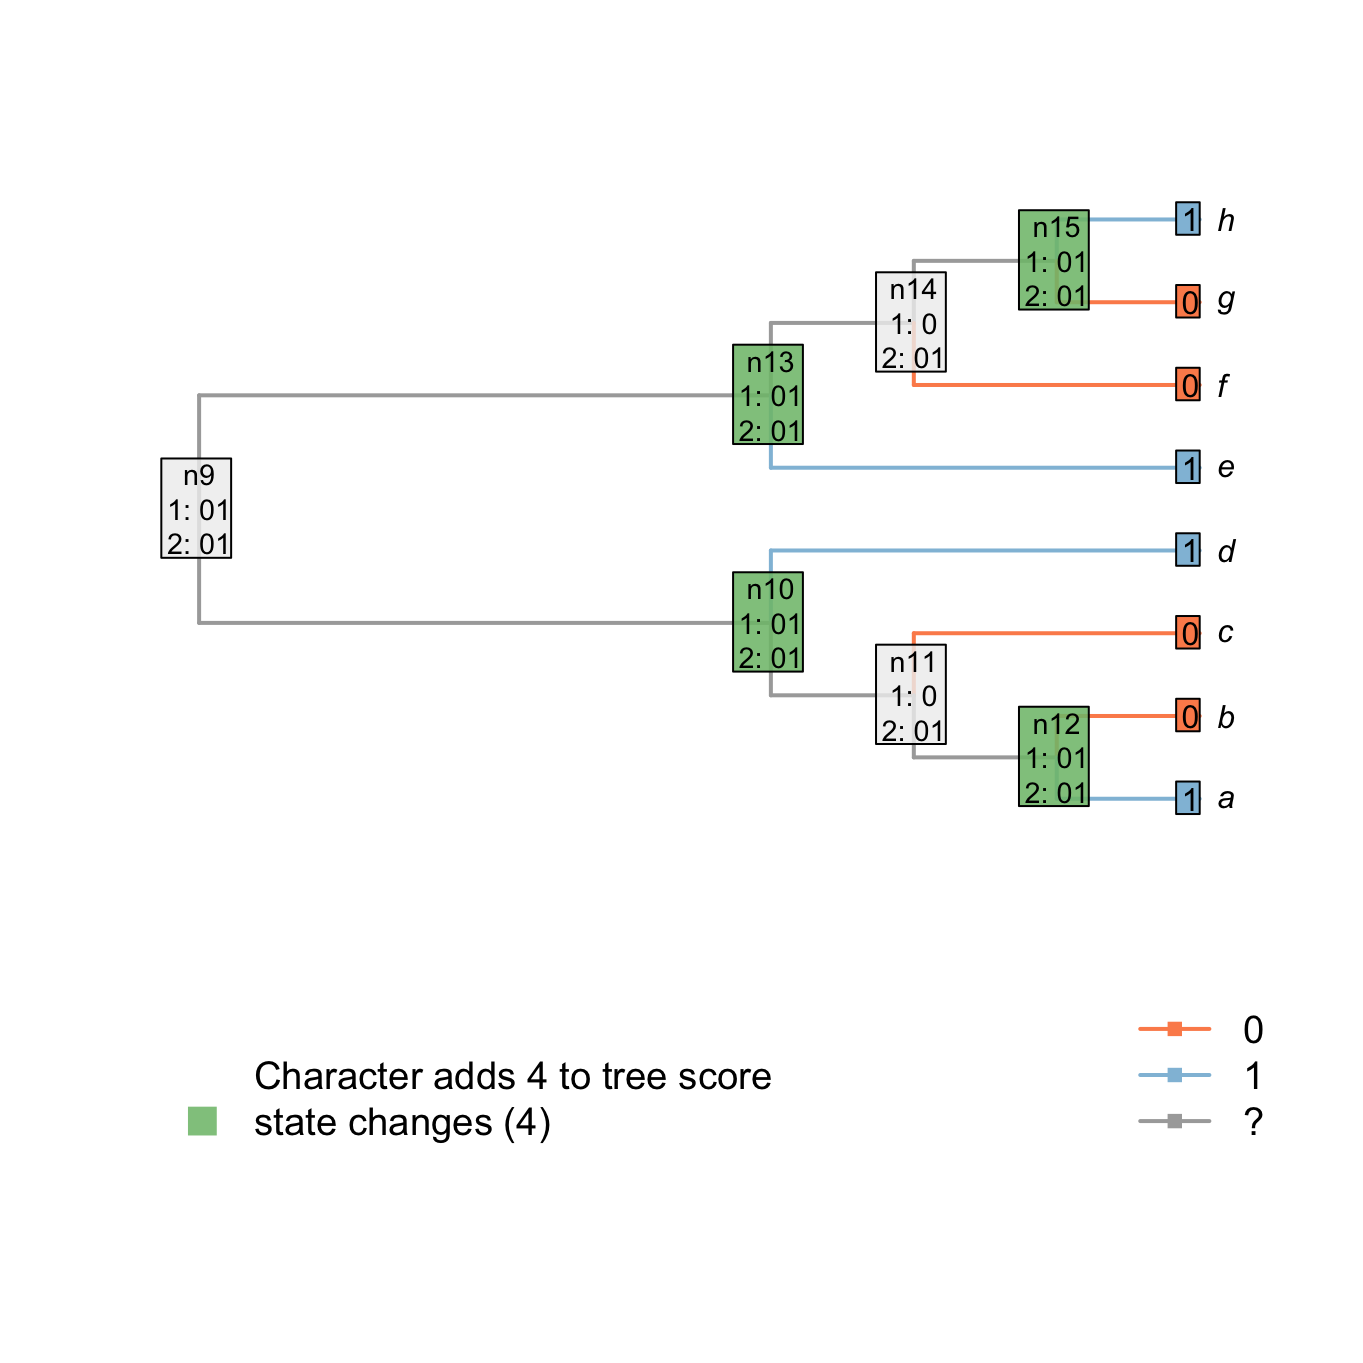 n15
1: 01
2: 01
1 h
0 g
n14
1: 0
2: 01
0 f
n13
1: 01
2: 01
1 e
n9
1: 01
2: 01
1 d
n10
1: 01
2: 01
0 c
n11
1: 0
2: 01
0 b
n12
1: 01
2: 01
1 a
Character adds 4 to tree score
state changes (4)
0
1
?